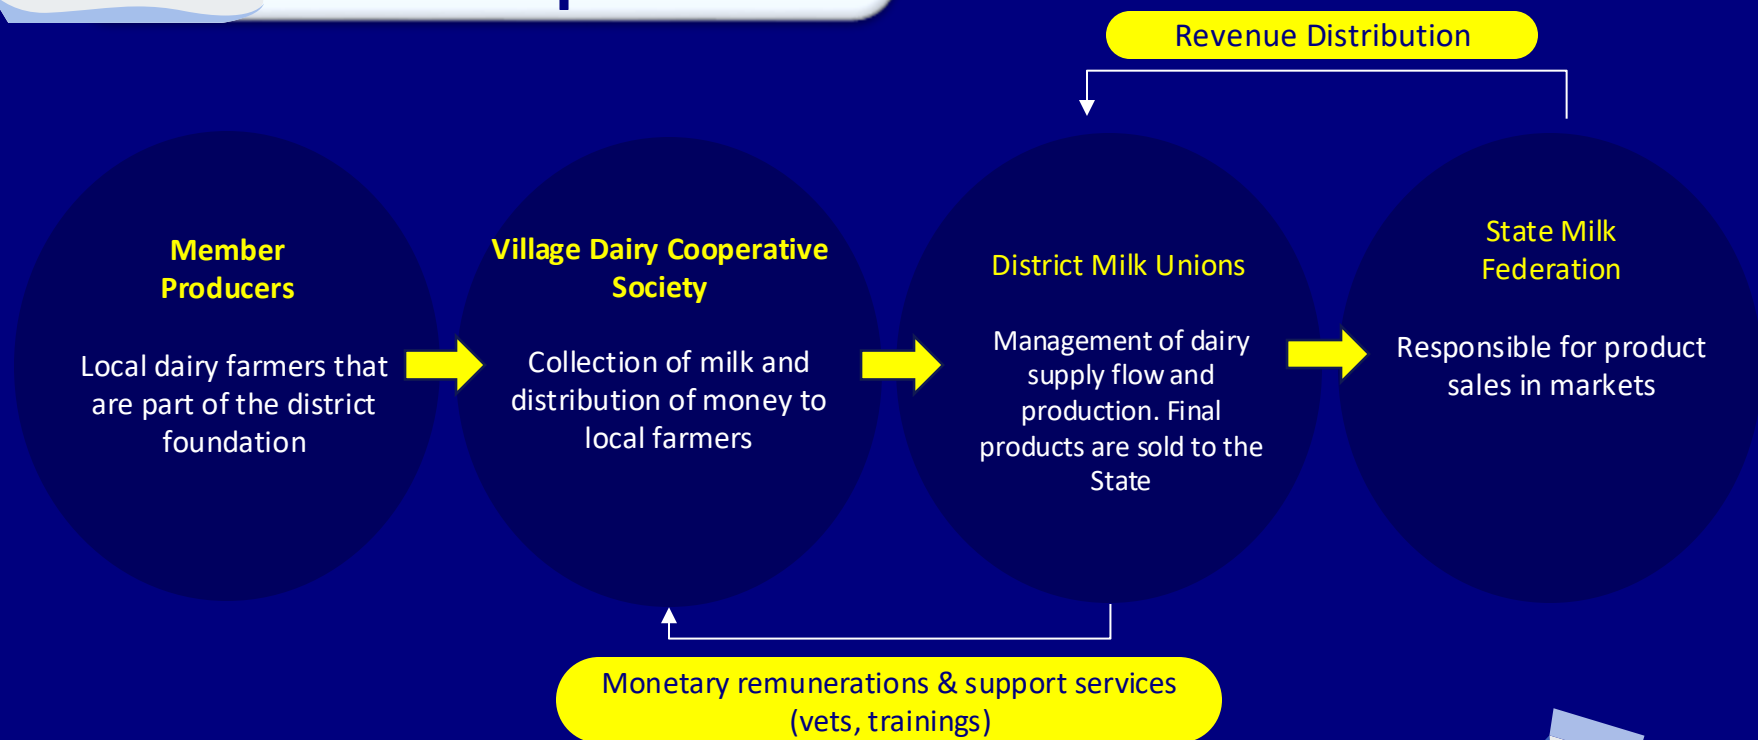 Revenue Distribution
Member
Producers
Local dairy farmers that
are part of the district
foundation
Village Dairy Cooperative
Society
Collection of milk and
distribution of money to
local farmers
District Milk Unions
Management of dairy
supply flow and
production. Final
products are sold to the
State
State Milk
Federation
Responsible for product
sales in markets
Monetary remunerations & support services
(vets, trainings)